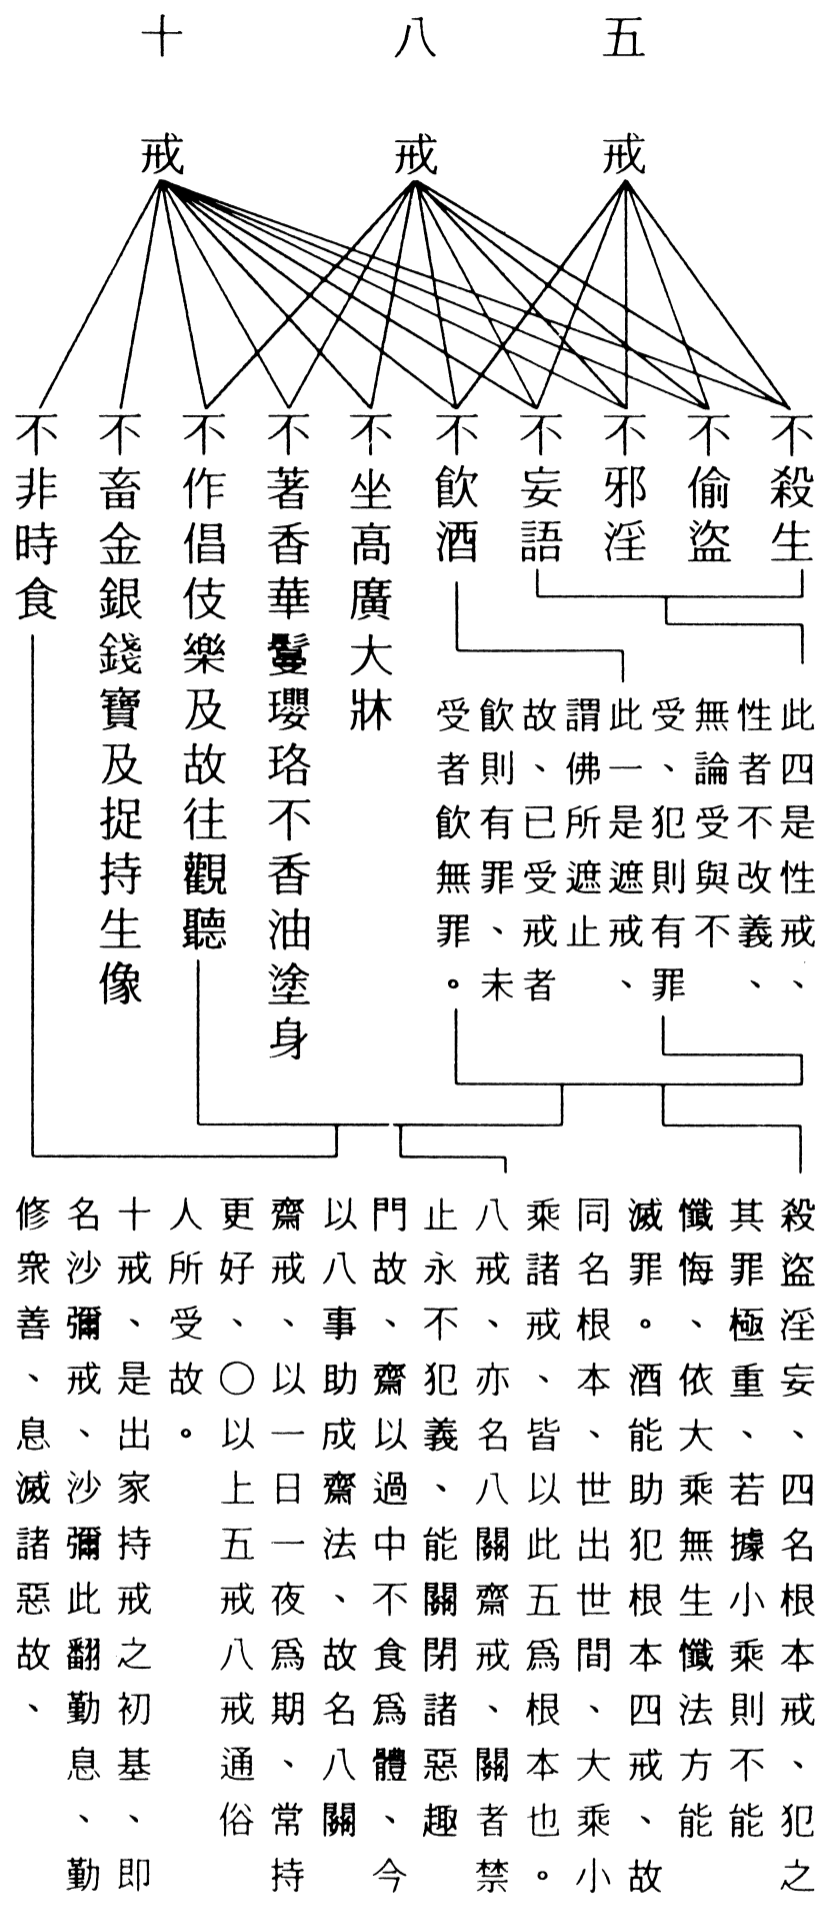 五戒
八戒
十戒
不殺生
不偷盜
不邪淫
不妄語
不飲酒
不坐高廣大牀
不著香華鬘瓔珞不香油塗身
不作倡伎樂及故往觀聽
不畜金銀錢寶及捉持生像
不非時食
此四是性戒、
性者不改義、
無論受與不
受、犯則有罪
此一是遮戒、
謂佛所遮止
故、已受戒者
飲則有罪、未
受者飲無罪。
殺盜淫妄、四名根本戒、犯之
其罪極重、若據小乘則不能
懺悔、依大乘無生懺法方能
滅罪。酒能助犯根本四戒、故
同名根本、世出世間、大乘小
乘諸戒、皆以此五爲根本也。
八戒、亦名八關齋戒、關者禁
止永不犯義、能關閉諸惡趣
門故、齋以過中不食爲體、今
以八事助成齋法、故名八關
齋戒、以一日一夜爲期、常持
更好、〇以上五戒八戒通俗
人所受故。
十戒、是出家持戒之初基、即
名沙彌戒、沙彌此翻勤息、勤
修衆善、息滅諸惡故、